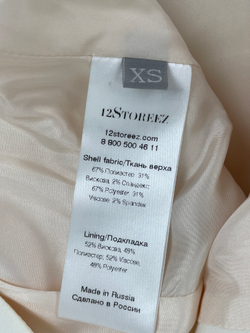 XS
12STOREEZ
12storeez.com
8 800 500 46 11
Shell fabric/Ткань верха
67% Полиэстер, 31%
Вискоза, 2% Спандекс
67% Polyester, 31%
Viscose, 2% Spandex
Lining/Подкладка
52% Вискоза, 48%
Полиэстер; 52% Viscose,
48% Polyester
Made in Russia
Сделано в России